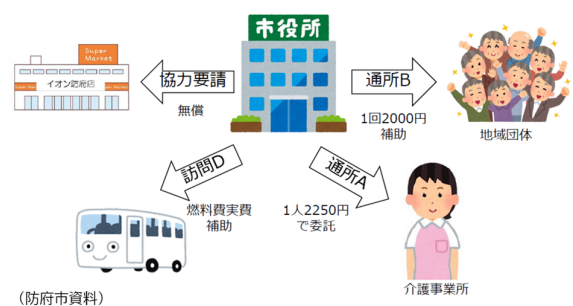 市役所
Super
Market
イオン防府店
協力要請
無償
通所B
1回2000円
補助
地域団体
訪問D
燃料費実費
補助
通所A
1人2250円
で委託
介護事業所
（防府市資料）